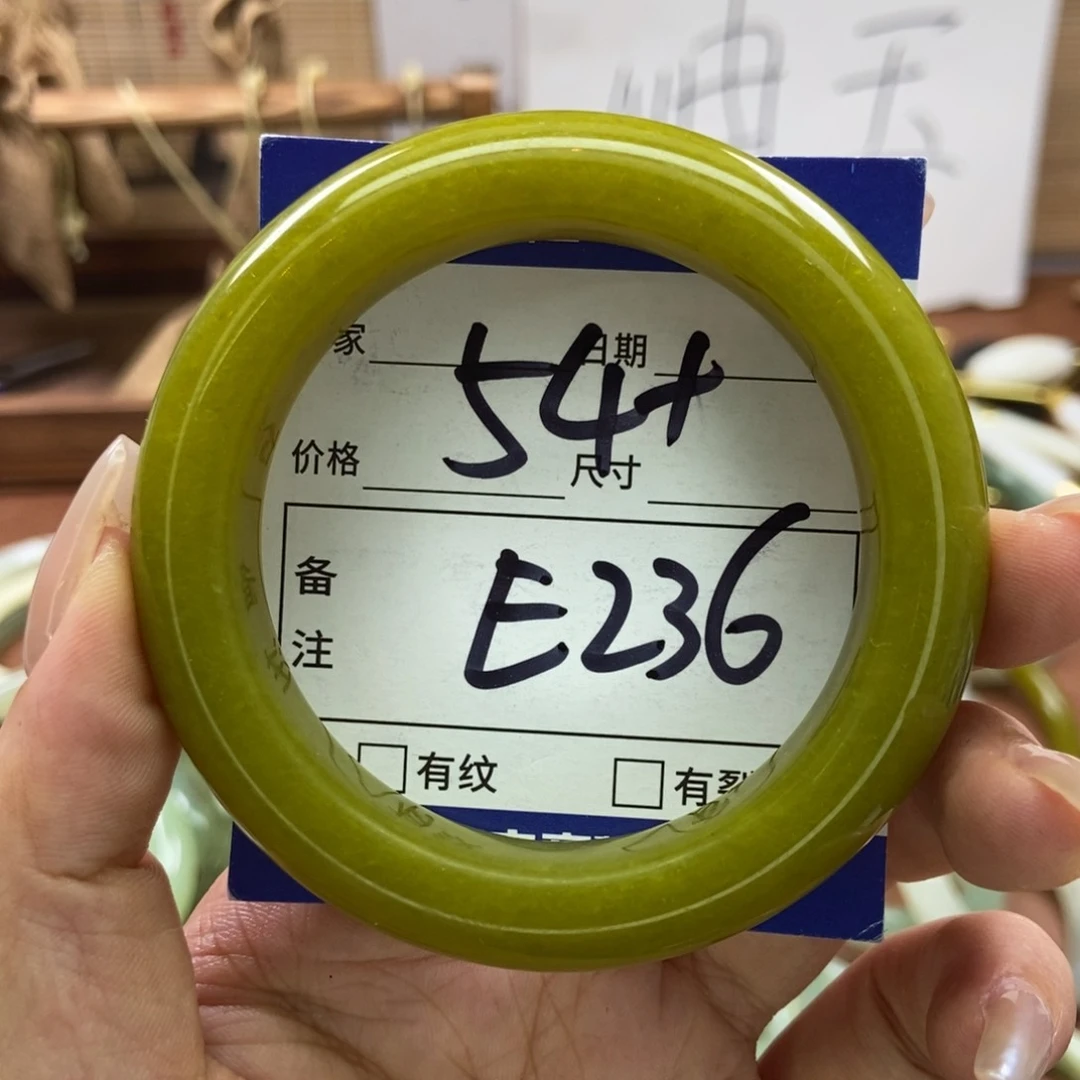 家 日期
54+
价格 尺寸
备注
E236
有纹 有裂